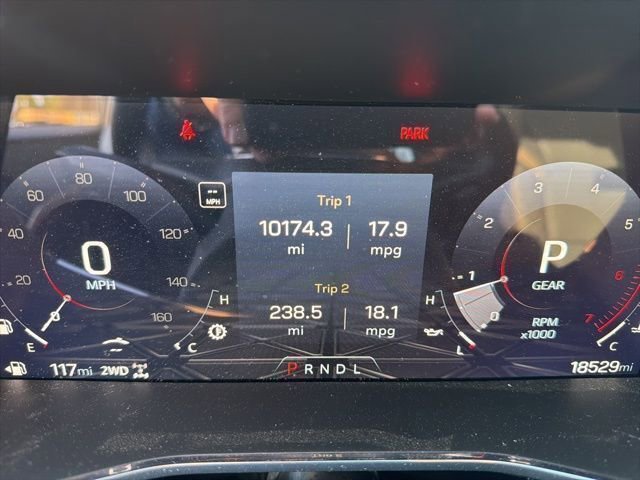 PARK
-- MPH
0 20 40 60 80 100 120 140 160
0
MPH
E
H
C
Trip 1
10174.3 mi
17.9 mpg
Trip 2
238.5 mi
18.1 mpg
H
L
0 1 2 3 4 5 6 7
P
GEAR
RPM
x1000
C
117mi 2WD
P R N D L
18529mi